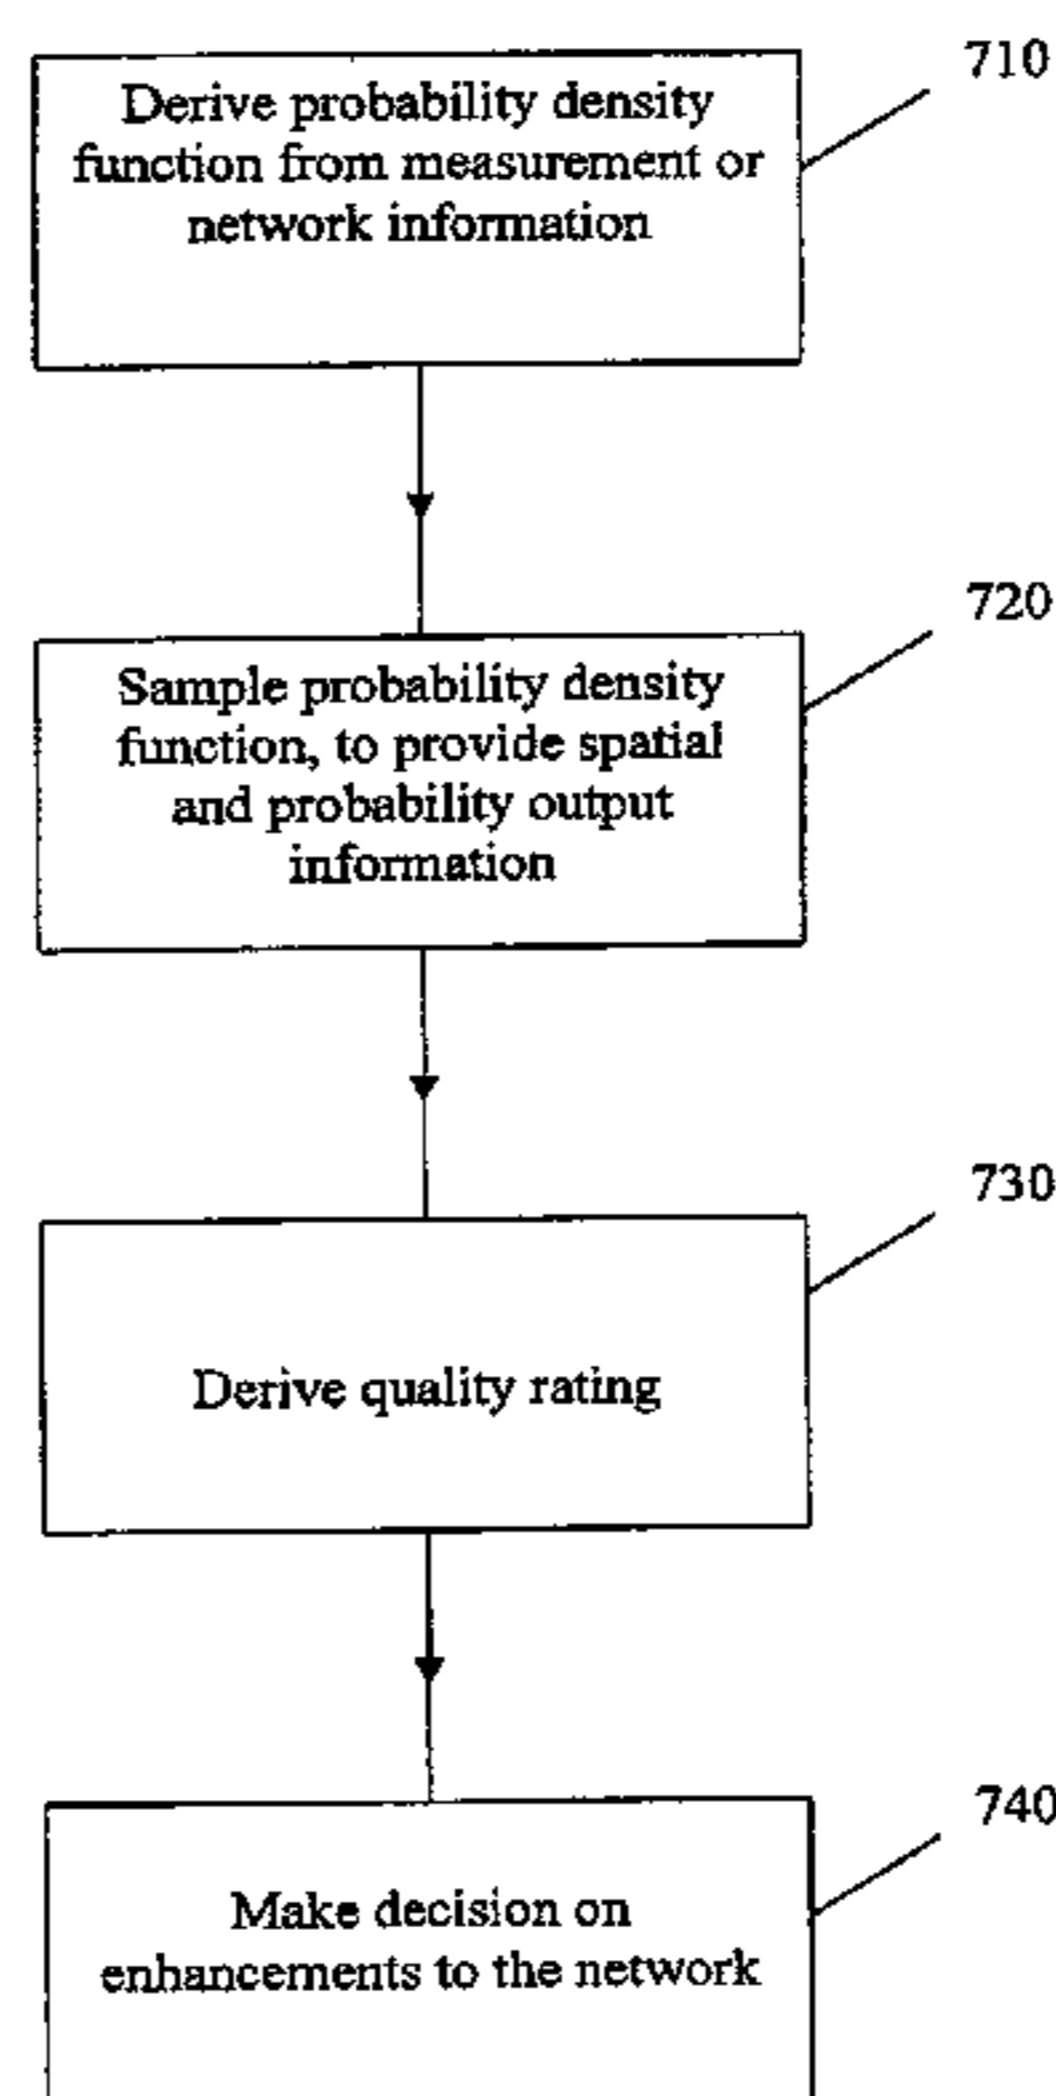 710
Derive probability density
function from measurement or
network information
720
Sample probability density
function, to provide spatial
and probability output
information
730
Derive quality rating
740
Make decision on
enhancements to the network